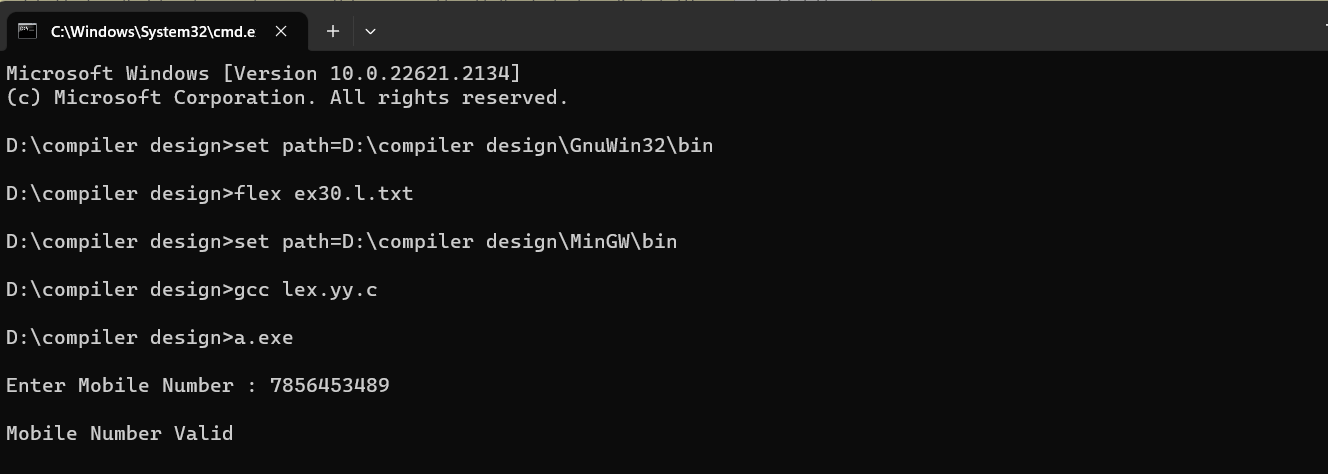 C:\Windows\System32\cmd.e
Microsoft Windows [Version 10.0.22621.2134]
(c) Microsoft Corporation. All rights reserved.
D:\compiler design>set path=D:\compiler design\GnuWin32\bin
D:\compiler design>flex ex30.l.txt
D:\compiler design>set path=D:\compiler design\MinGW\bin
D:\compiler design>gcc lex.yy.c
D:\compiler design>a.exe
Enter Mobile Number : 7856453489
Mobile Number Valid